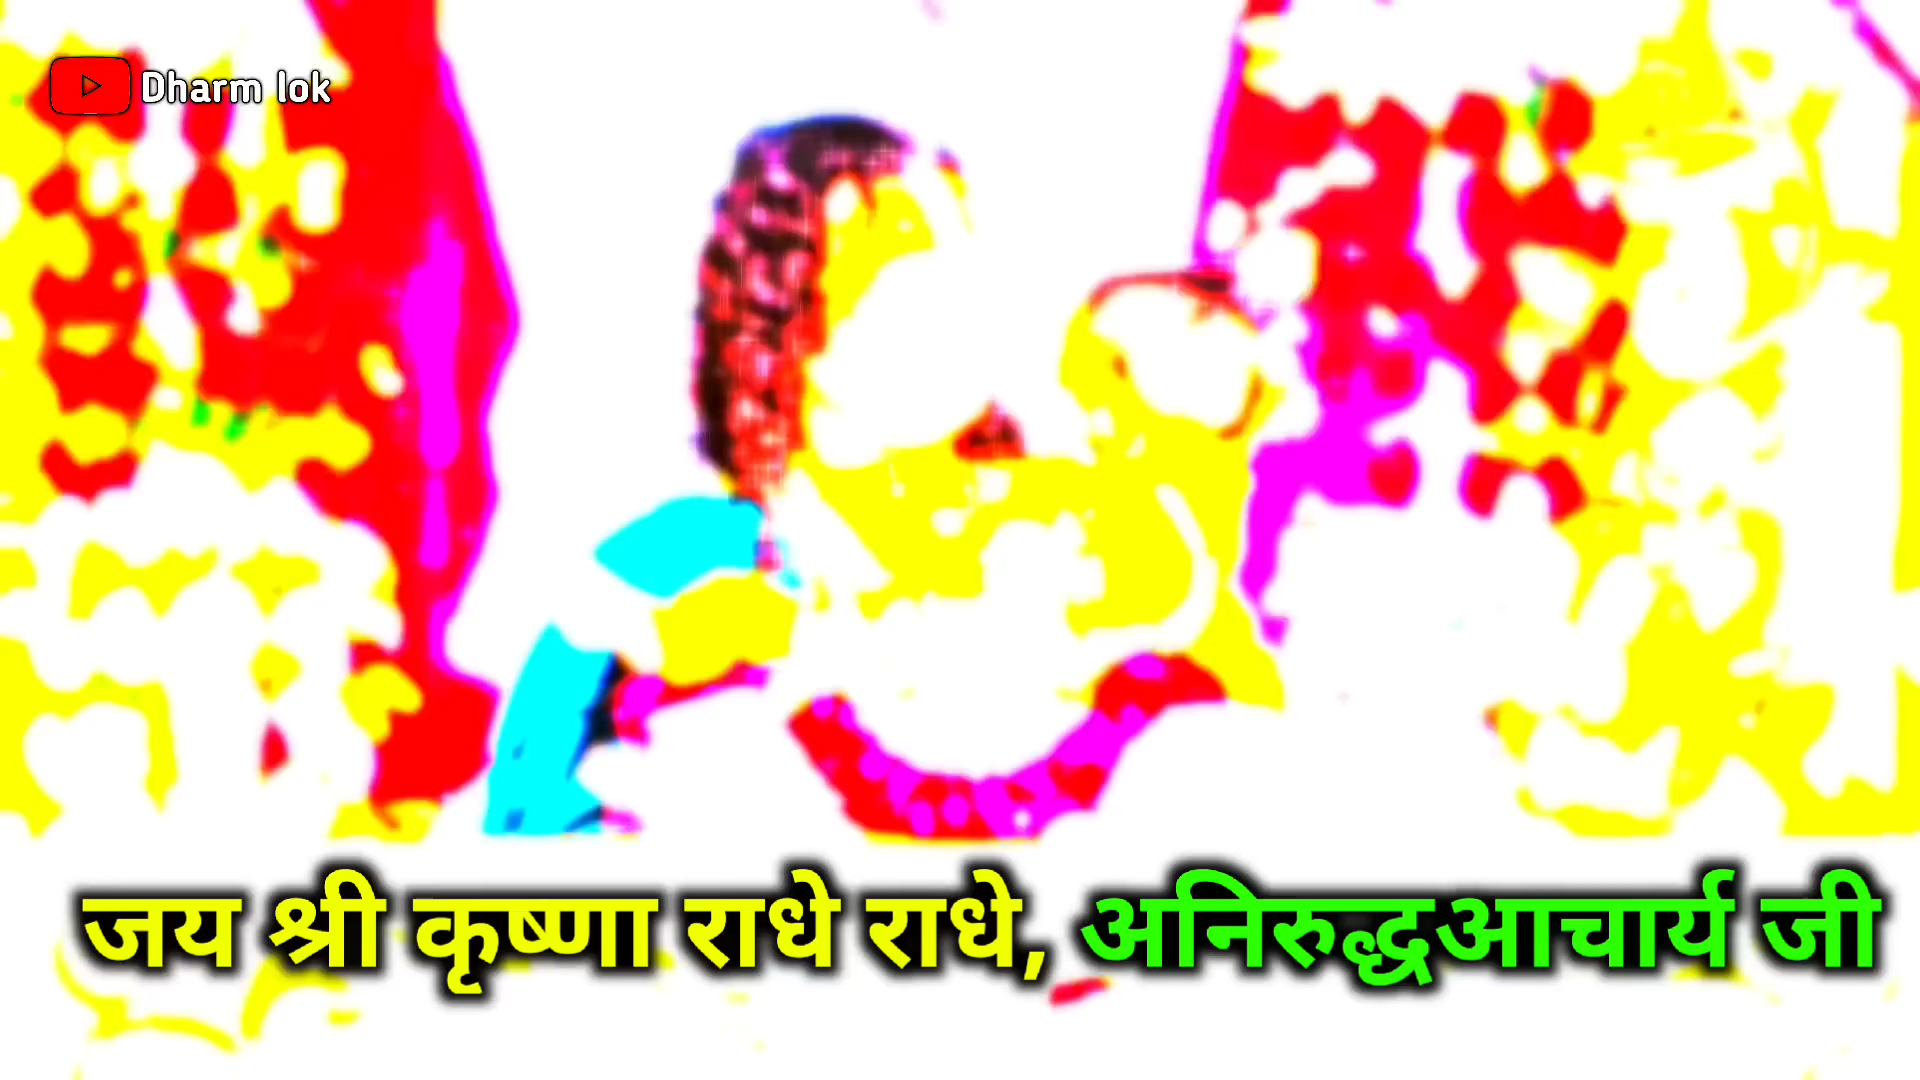 Dharm lok
जय श्री कृष्णा राधे राधे, अनिरुद्धआचार्य जी